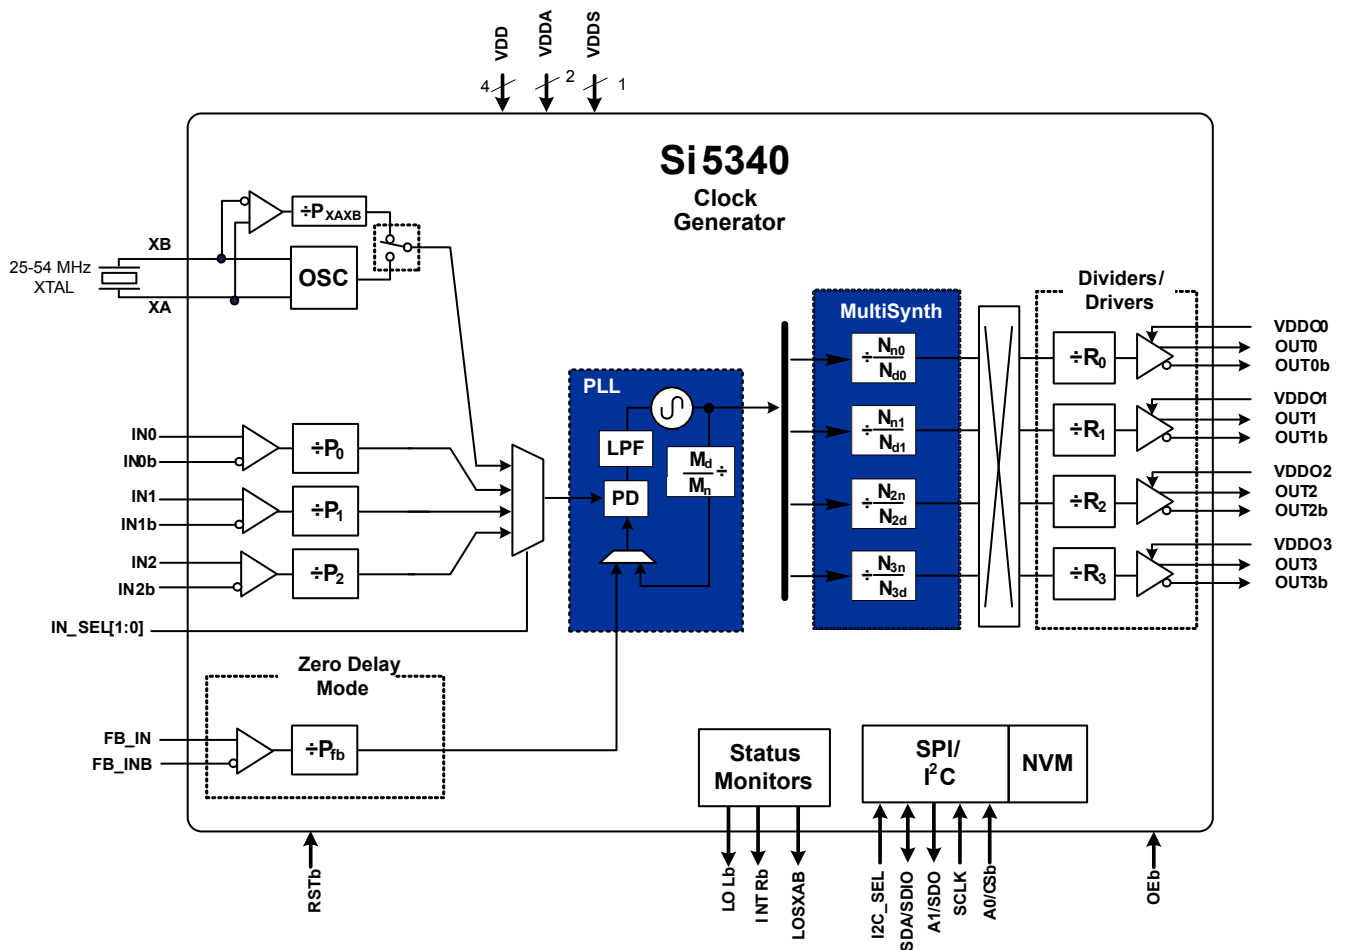 VDD
VDDA
VDDS
4
2
1
Si5340
Clock
Generator
÷PXAXB
XB
25-54 MHz
XTAL
OSC
XA
Dividers/
Drivers
MultiSynth
÷Nn0
Nd0
÷R0
VDDO0
OUT0
OUT0b
PLL
÷Nn1
Nd1
÷R1
VDDO1
OUT1
OUT1b
IN0
IN0b
÷P0
LPF
Md
Mn ÷
IN1
IN1b
÷P1
PD
÷N2n
N2d
÷R2
VDDO2
OUT2
OUT2b
IN2
IN2b
÷P2
÷N3n
N3d
÷R3
VDDO3
OUT3
OUT3b
IN_SEL[1:0]
Zero Delay
Mode
FB_IN
FB_INB
÷Pfb
Status
Monitors
SPI/
I2C
NVM
RSTb
LOLb
INTRb
LOSXAB
I2C_SEL
SDA/SDIO
A1/SDO
SCLK
A0/CSb
OEb